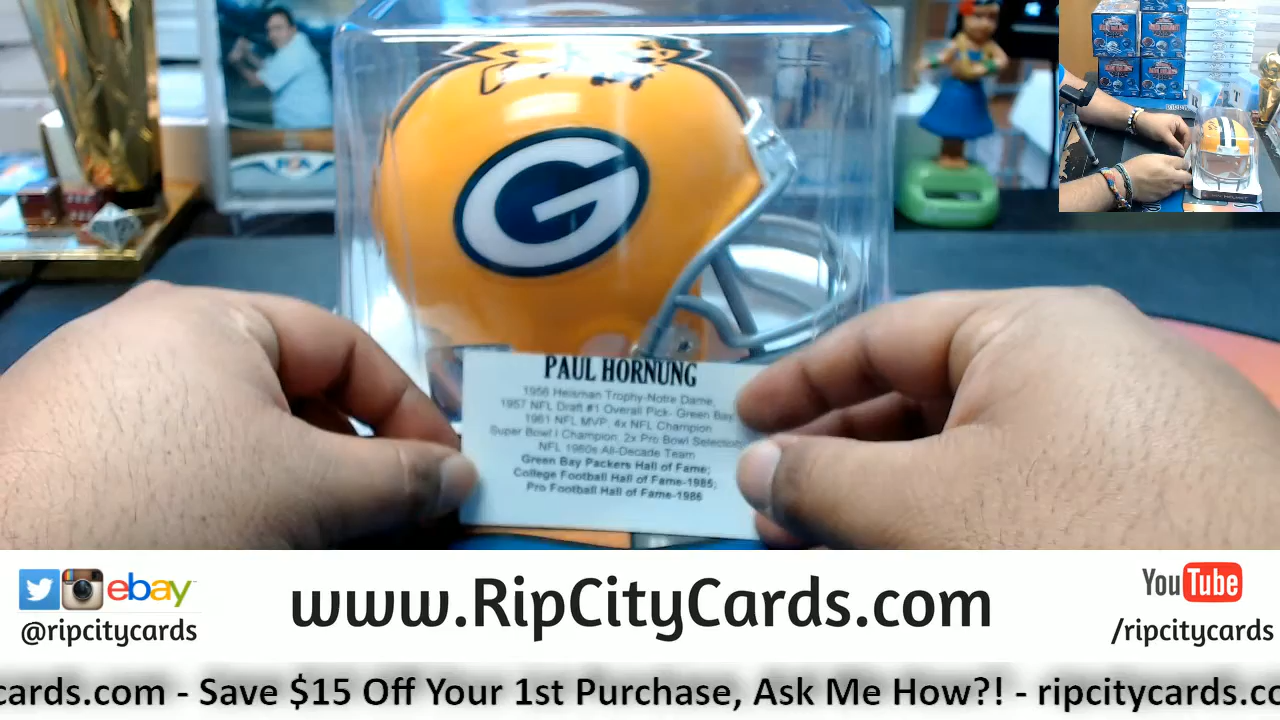 G
PAUL HORNUNG
1956 Heisman Trophy-Notre Dame,
1957 NFL Draft #1 Overall Pick- Green Bay
1961 NFL MVP, 4x NFL Champion
Super Bowl I Champion, 2x Pro Bowl Selection
NFL 1960s All-Decade Team
Green Bay Packers Hall of Fame;
College Football Hall of Fame-1985;
Pro Football Hall of Fame-1986
ebay
@ripcitycards
www.RipCityCards.com
YouTube
/ripcitycards
cards.com - Save $15 Off Your 1st Purchase, Ask Me How?! - ripcitycards.co